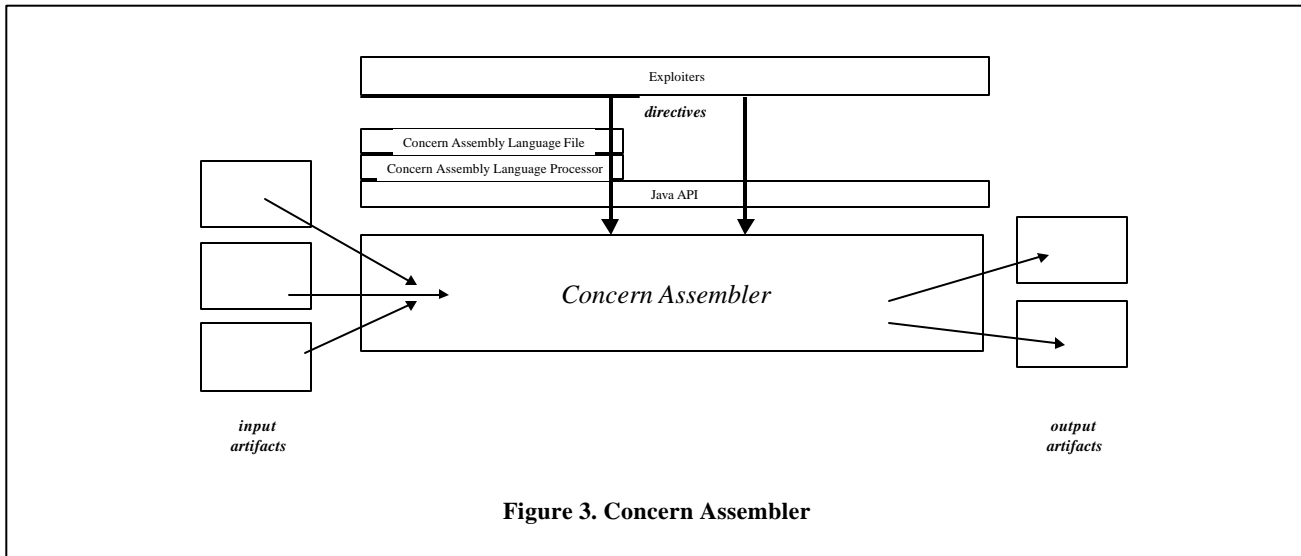 Exploiters
directives
Concern Assembly Language File
Concern Assembly Language Processor
Java API
Concern Assembler
input
artifacts
output
artifacts
Figure 3. Concern Assembler